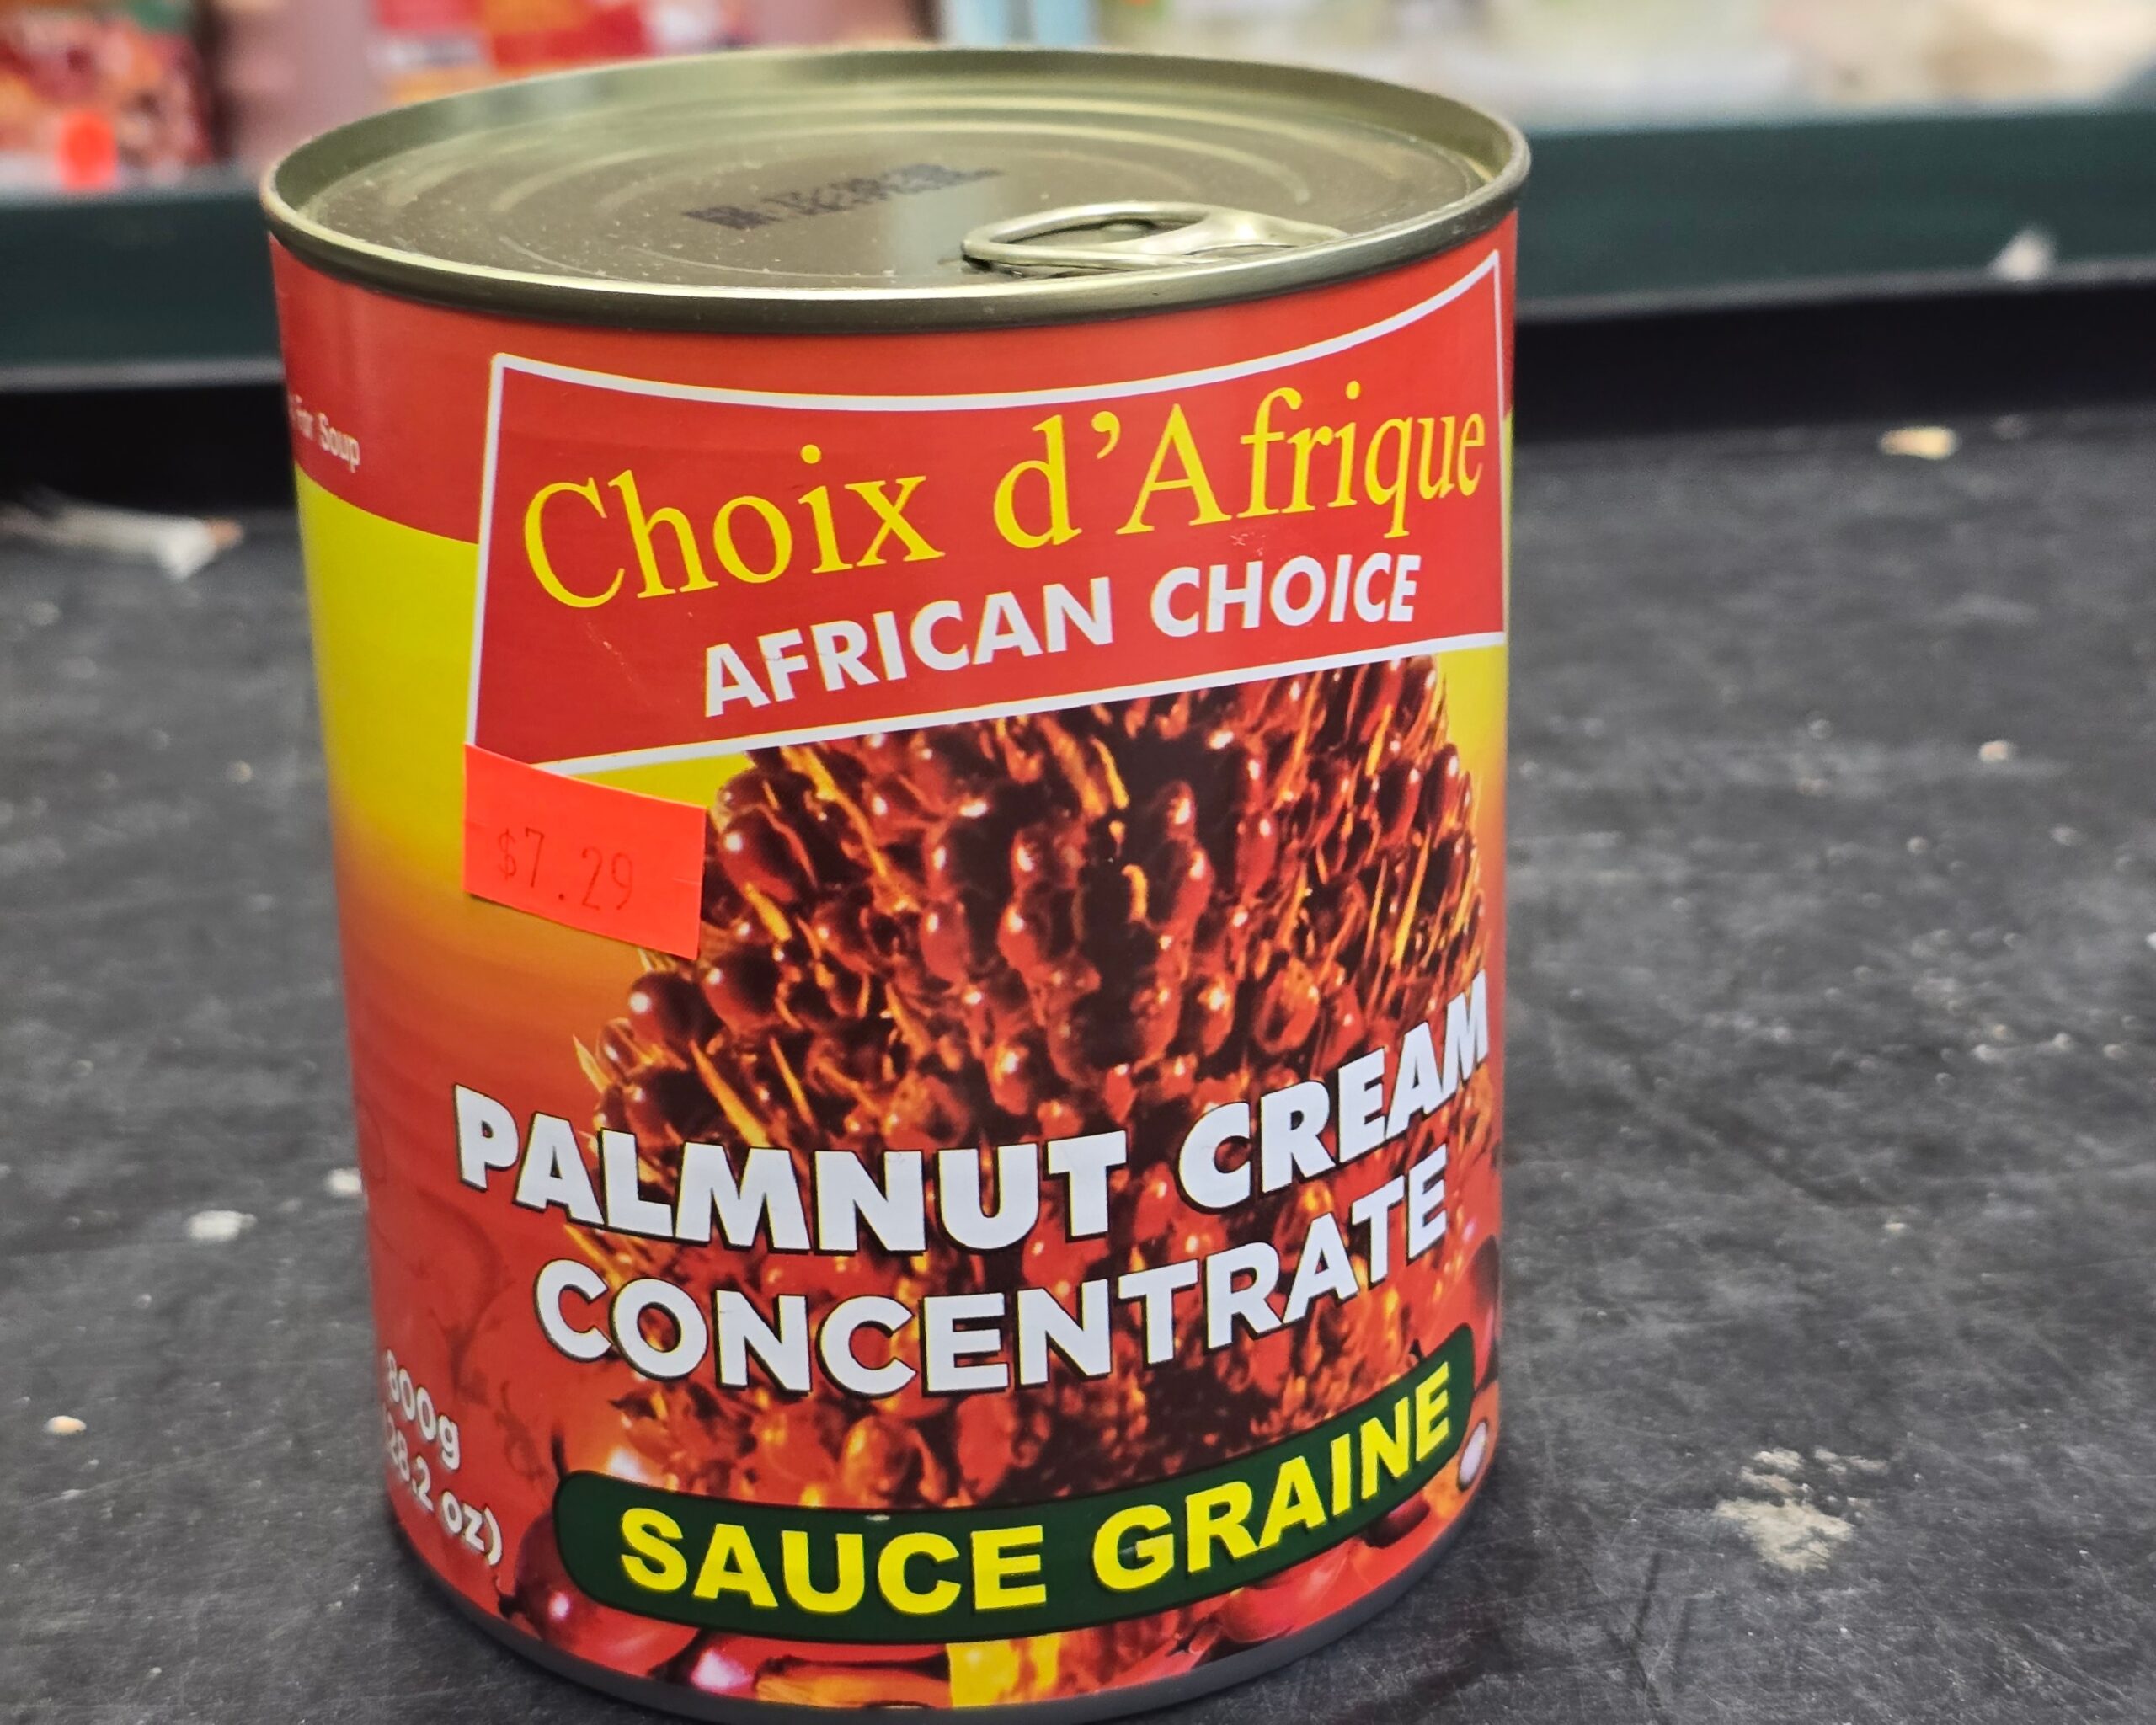 For Soup
Choix d'Afrique
AFRICAN CHOICE
$7.29
PALMNUT CREAM
CONCENTRATE
800g
(28.2 oz)
SAUCE GRAINE